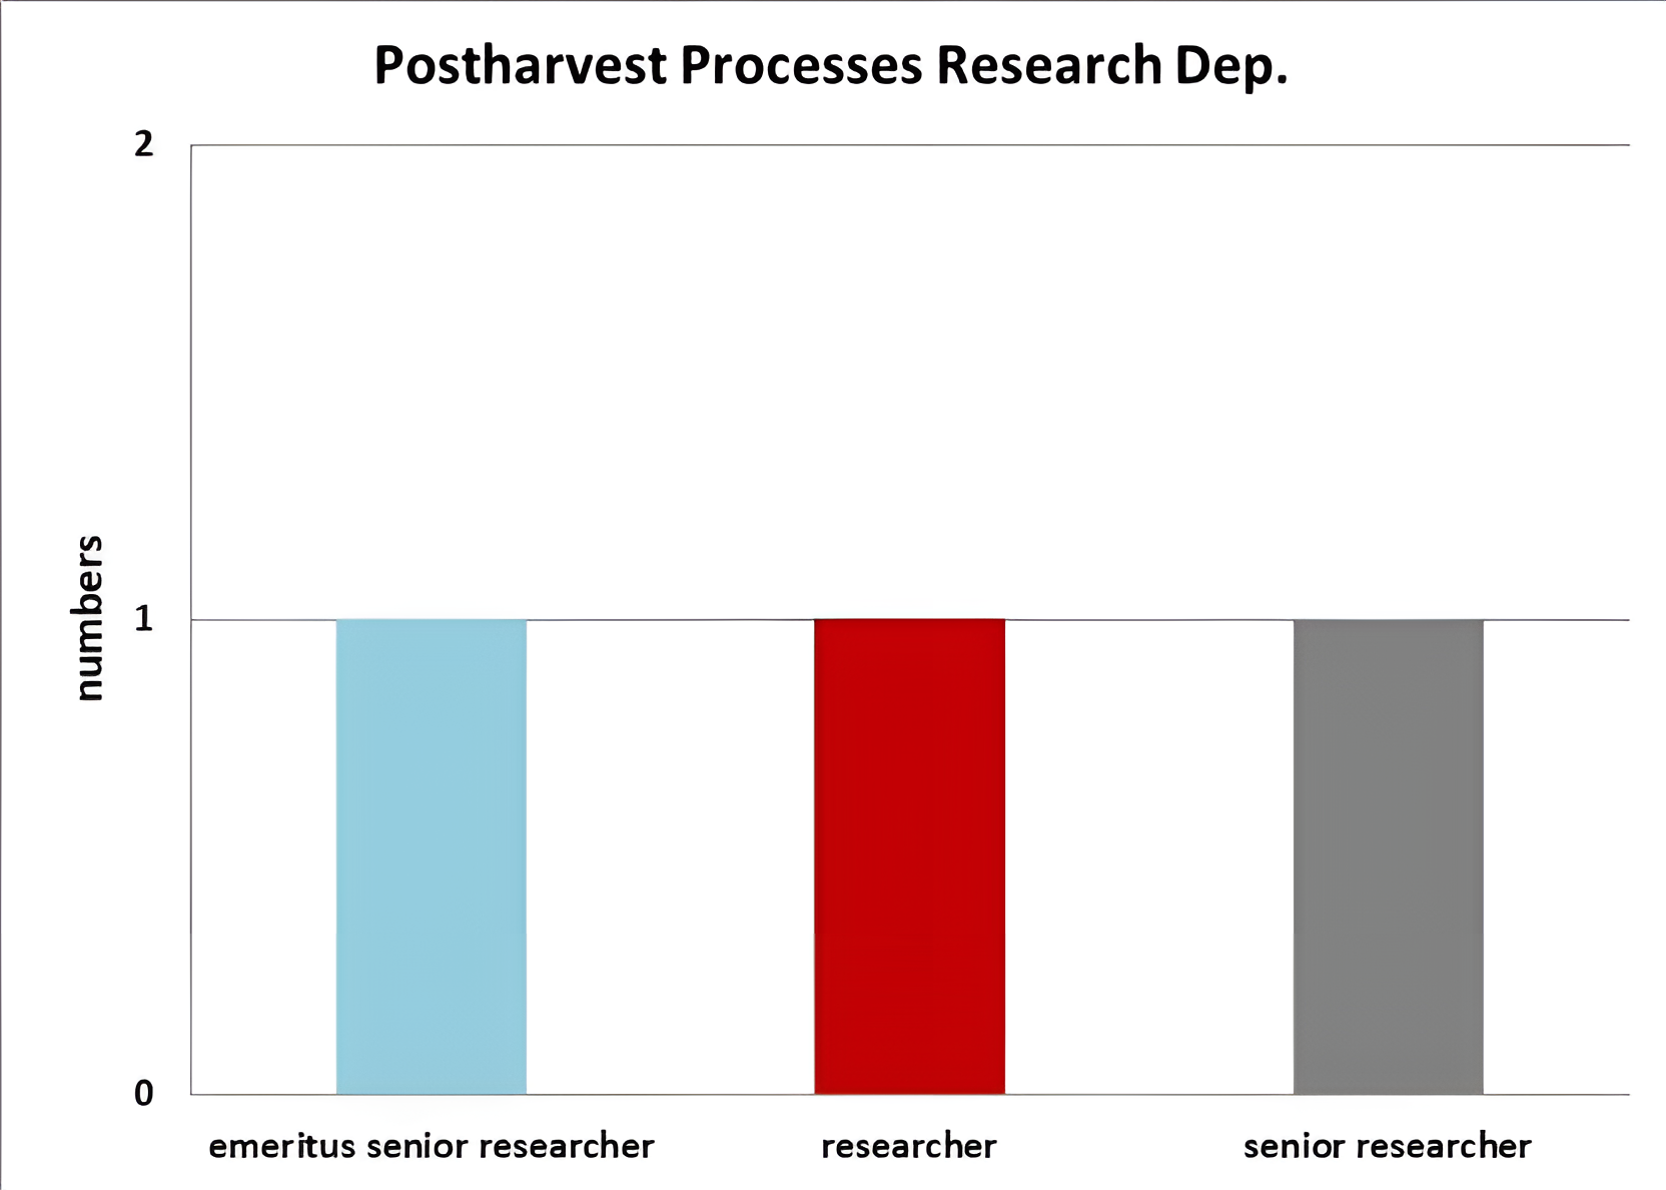 Postharvest Processes Research Dep.
2
1
0
numbers
emeritus senior researcher
researcher
senior researcher